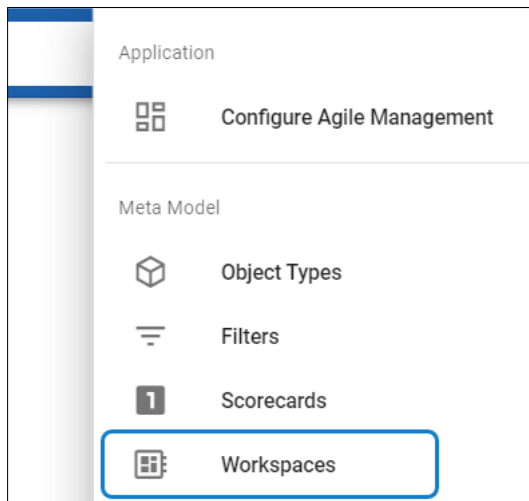 Application
Configure Agile Management
Meta Model
Object Types
Filters
1
Scorecards
Workspaces